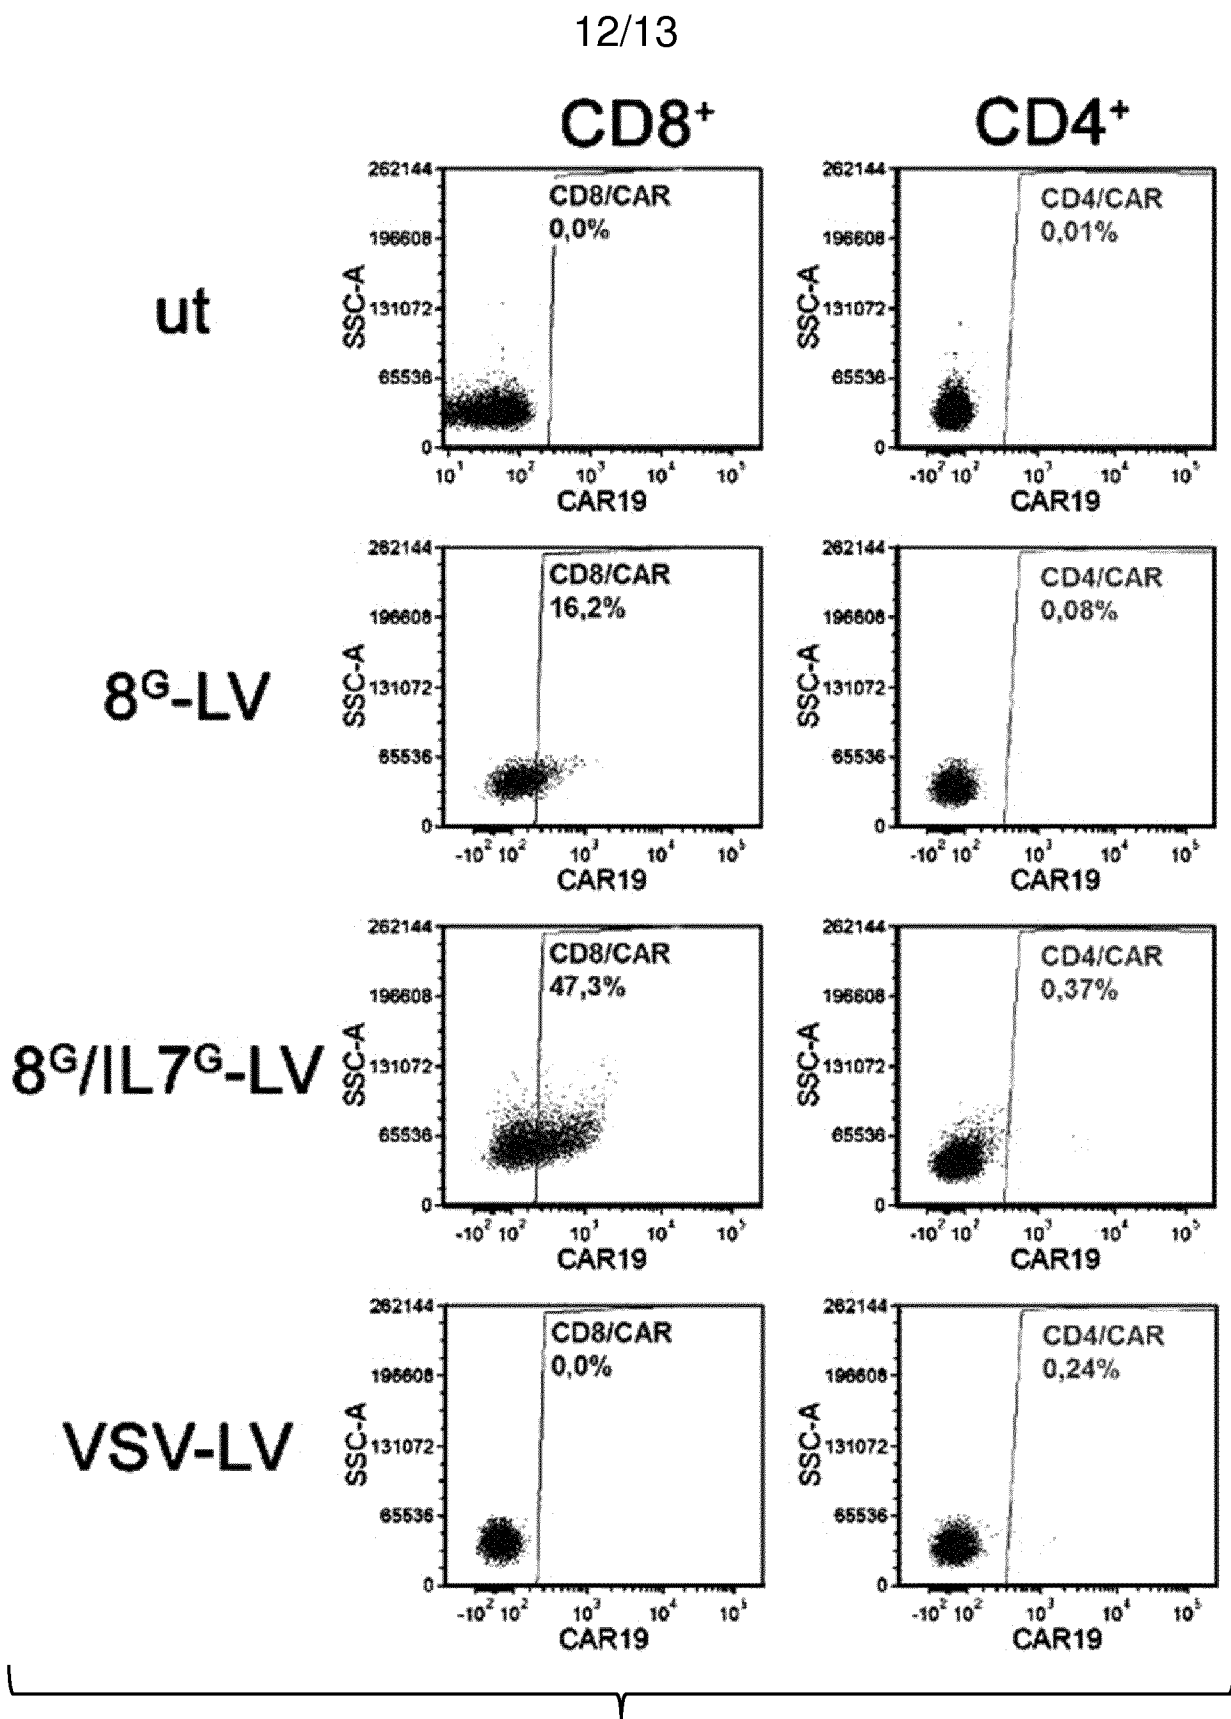 12/13
CD8⁺ CD4⁺
ut
262144
196608
131072
65536
0
SSC-A
CD8/CAR
0,0%
10¹ 10² 10³ 10⁴ 10⁵
CAR19
262144
196608
131072
65536
0
SSC-A
CD4/CAR
0,01%
-10² 10² 10³ 10⁴ 10⁵
CAR19
8ᴳ-LV
262144
196608
131072
65536
0
SSC-A
CD8/CAR
16,2%
-10² 10² 10³ 10⁴ 10⁵
CAR19
262144
196608
131072
65536
0
SSC-A
CD4/CAR
0,08%
-10² 10² 10³ 10⁴ 10⁵
CAR19
8ᴳ/IL7ᴳ-LV
262144
196608
131072
65536
0
SSC-A
CD8/CAR
47,3%
-10² 10² 10³ 10⁴ 10⁵
CAR19
262144
196608
131072
65536
0
SSC-A
CD4/CAR
0,37%
-10² 10² 10³ 10⁴ 10⁵
CAR19
VSV-LV
262144
196608
131072
65536
0
SSC-A
CD8/CAR
0,0%
-10² 10² 10³ 10⁴ 10⁵
CAR19
262144
196608
131072
65536
0
SSC-A
CD4/CAR
0,24%
-10² 10² 10³ 10⁴ 10⁵
CAR19